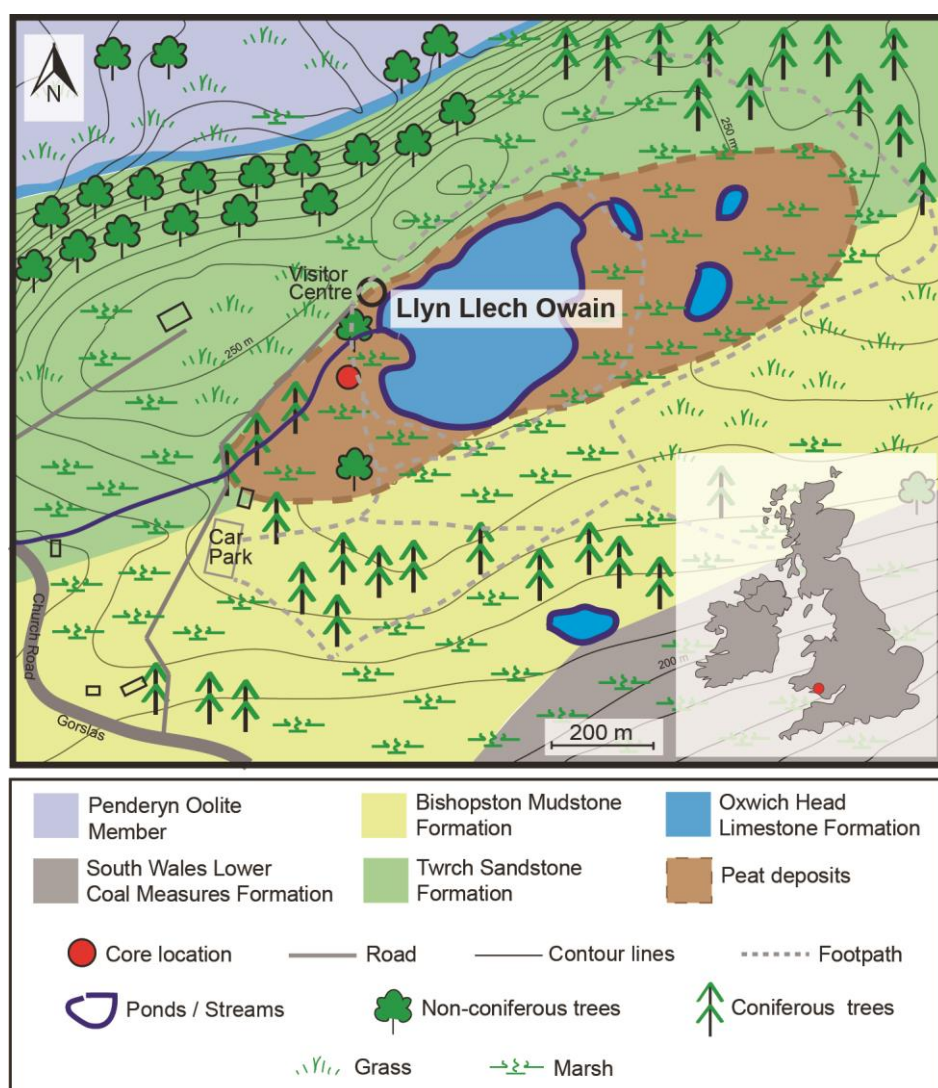 N
250 m
Visitor
Centre
Llyn Llech Owain
250 m
Car
Park
Church Road
Gorslas
200 m
200 m
Penderyn Oolite
Member
Bishopston Mudstone
Formation
Oxwich Head
Limestone Formation
South Wales Lower
Coal Measures Formation
Twrch Sandstone
Formation
Peat deposits
Core location
Road
Contour lines
Footpath
Ponds / Streams
Non-coniferous trees
Coniferous trees
Grass
Marsh